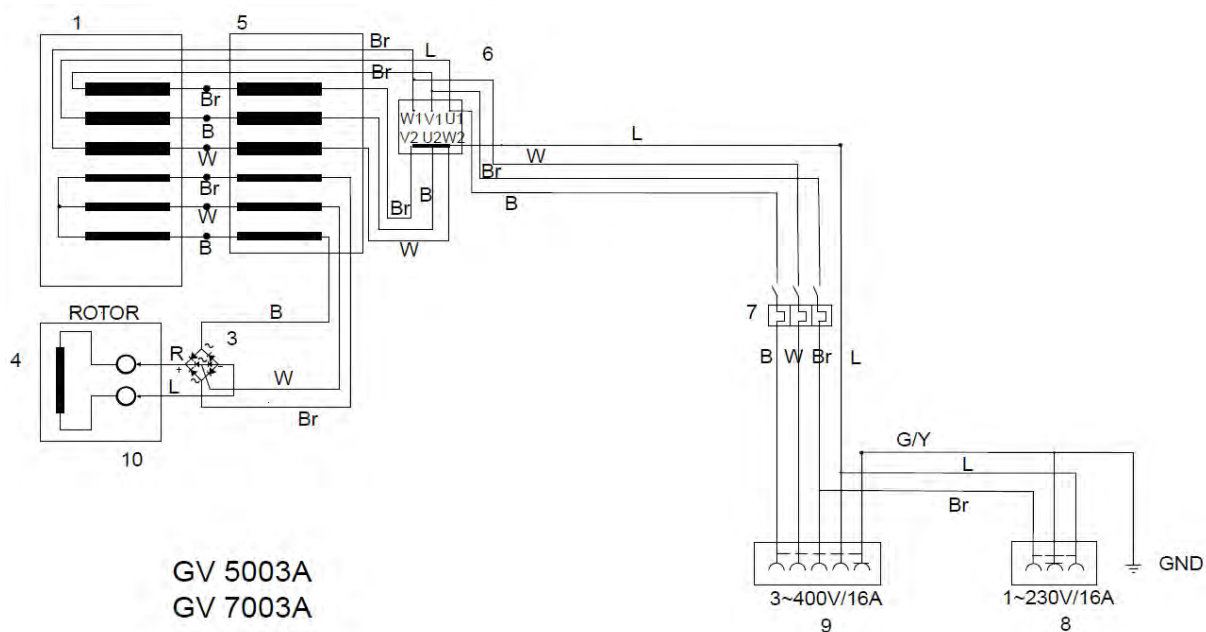 1
5
Br
L
6
Br
Br
B
W
Br
W
B
W1 V1 U1
V2 U2 W2
L
W
Br
B
Br
B
W
ROTOR
4
R
+
-
~
~
~
L
3
B
W
Br
10
7
B W Br L
G/Y
L
Br
GND
3~400V/16A
9
1~230V/16A
8
GV 5003A
GV 7003A